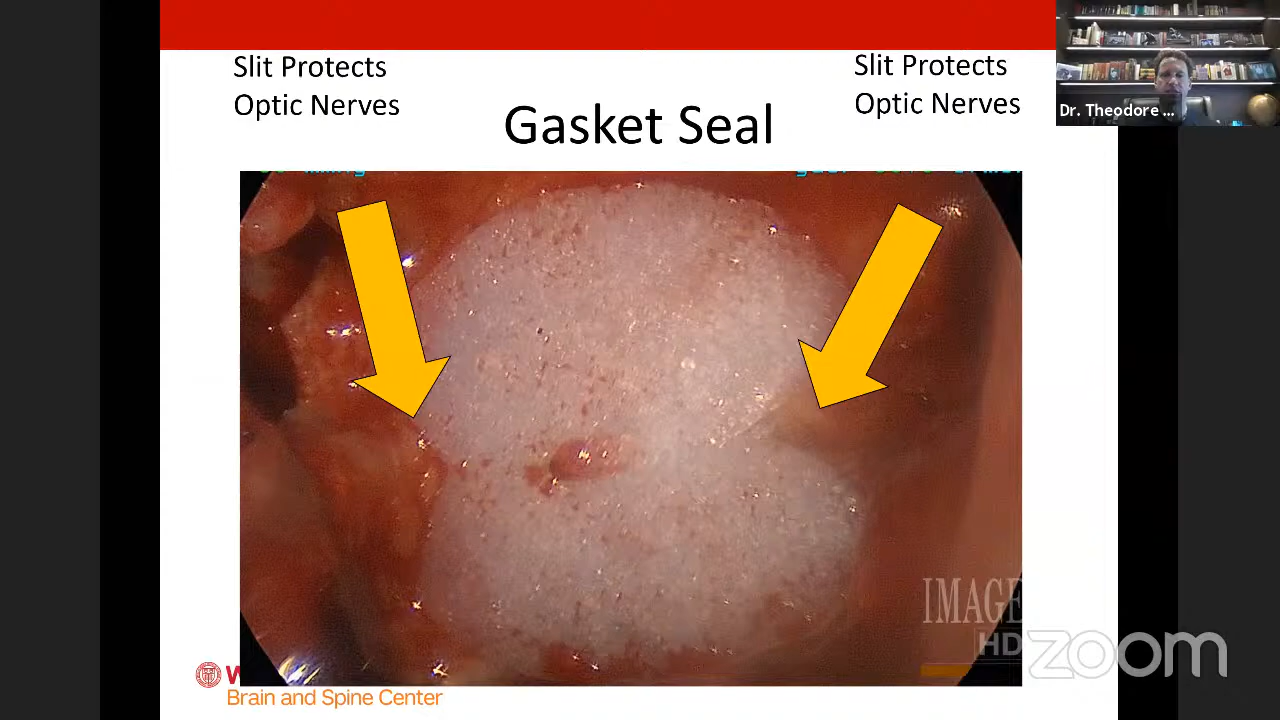 Slit Protects
Optic Nerves
Slit Protects
Optic Nerves
Gasket Seal
Dr. Theodore ...
IMAGE
HD
zoom
W
Brain and Spine Center